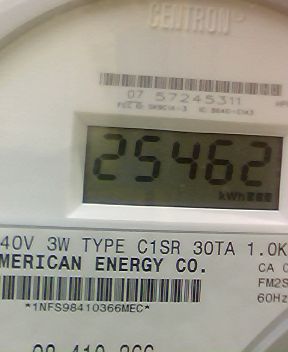 CENTRON
07 57245311
25462
kWh
40V 3W TYPE C1SR 30TA 1.0K
MERICAN ENERGY CO.
CA 0
FM2S
*1NFS98410366MEC*
60Hz